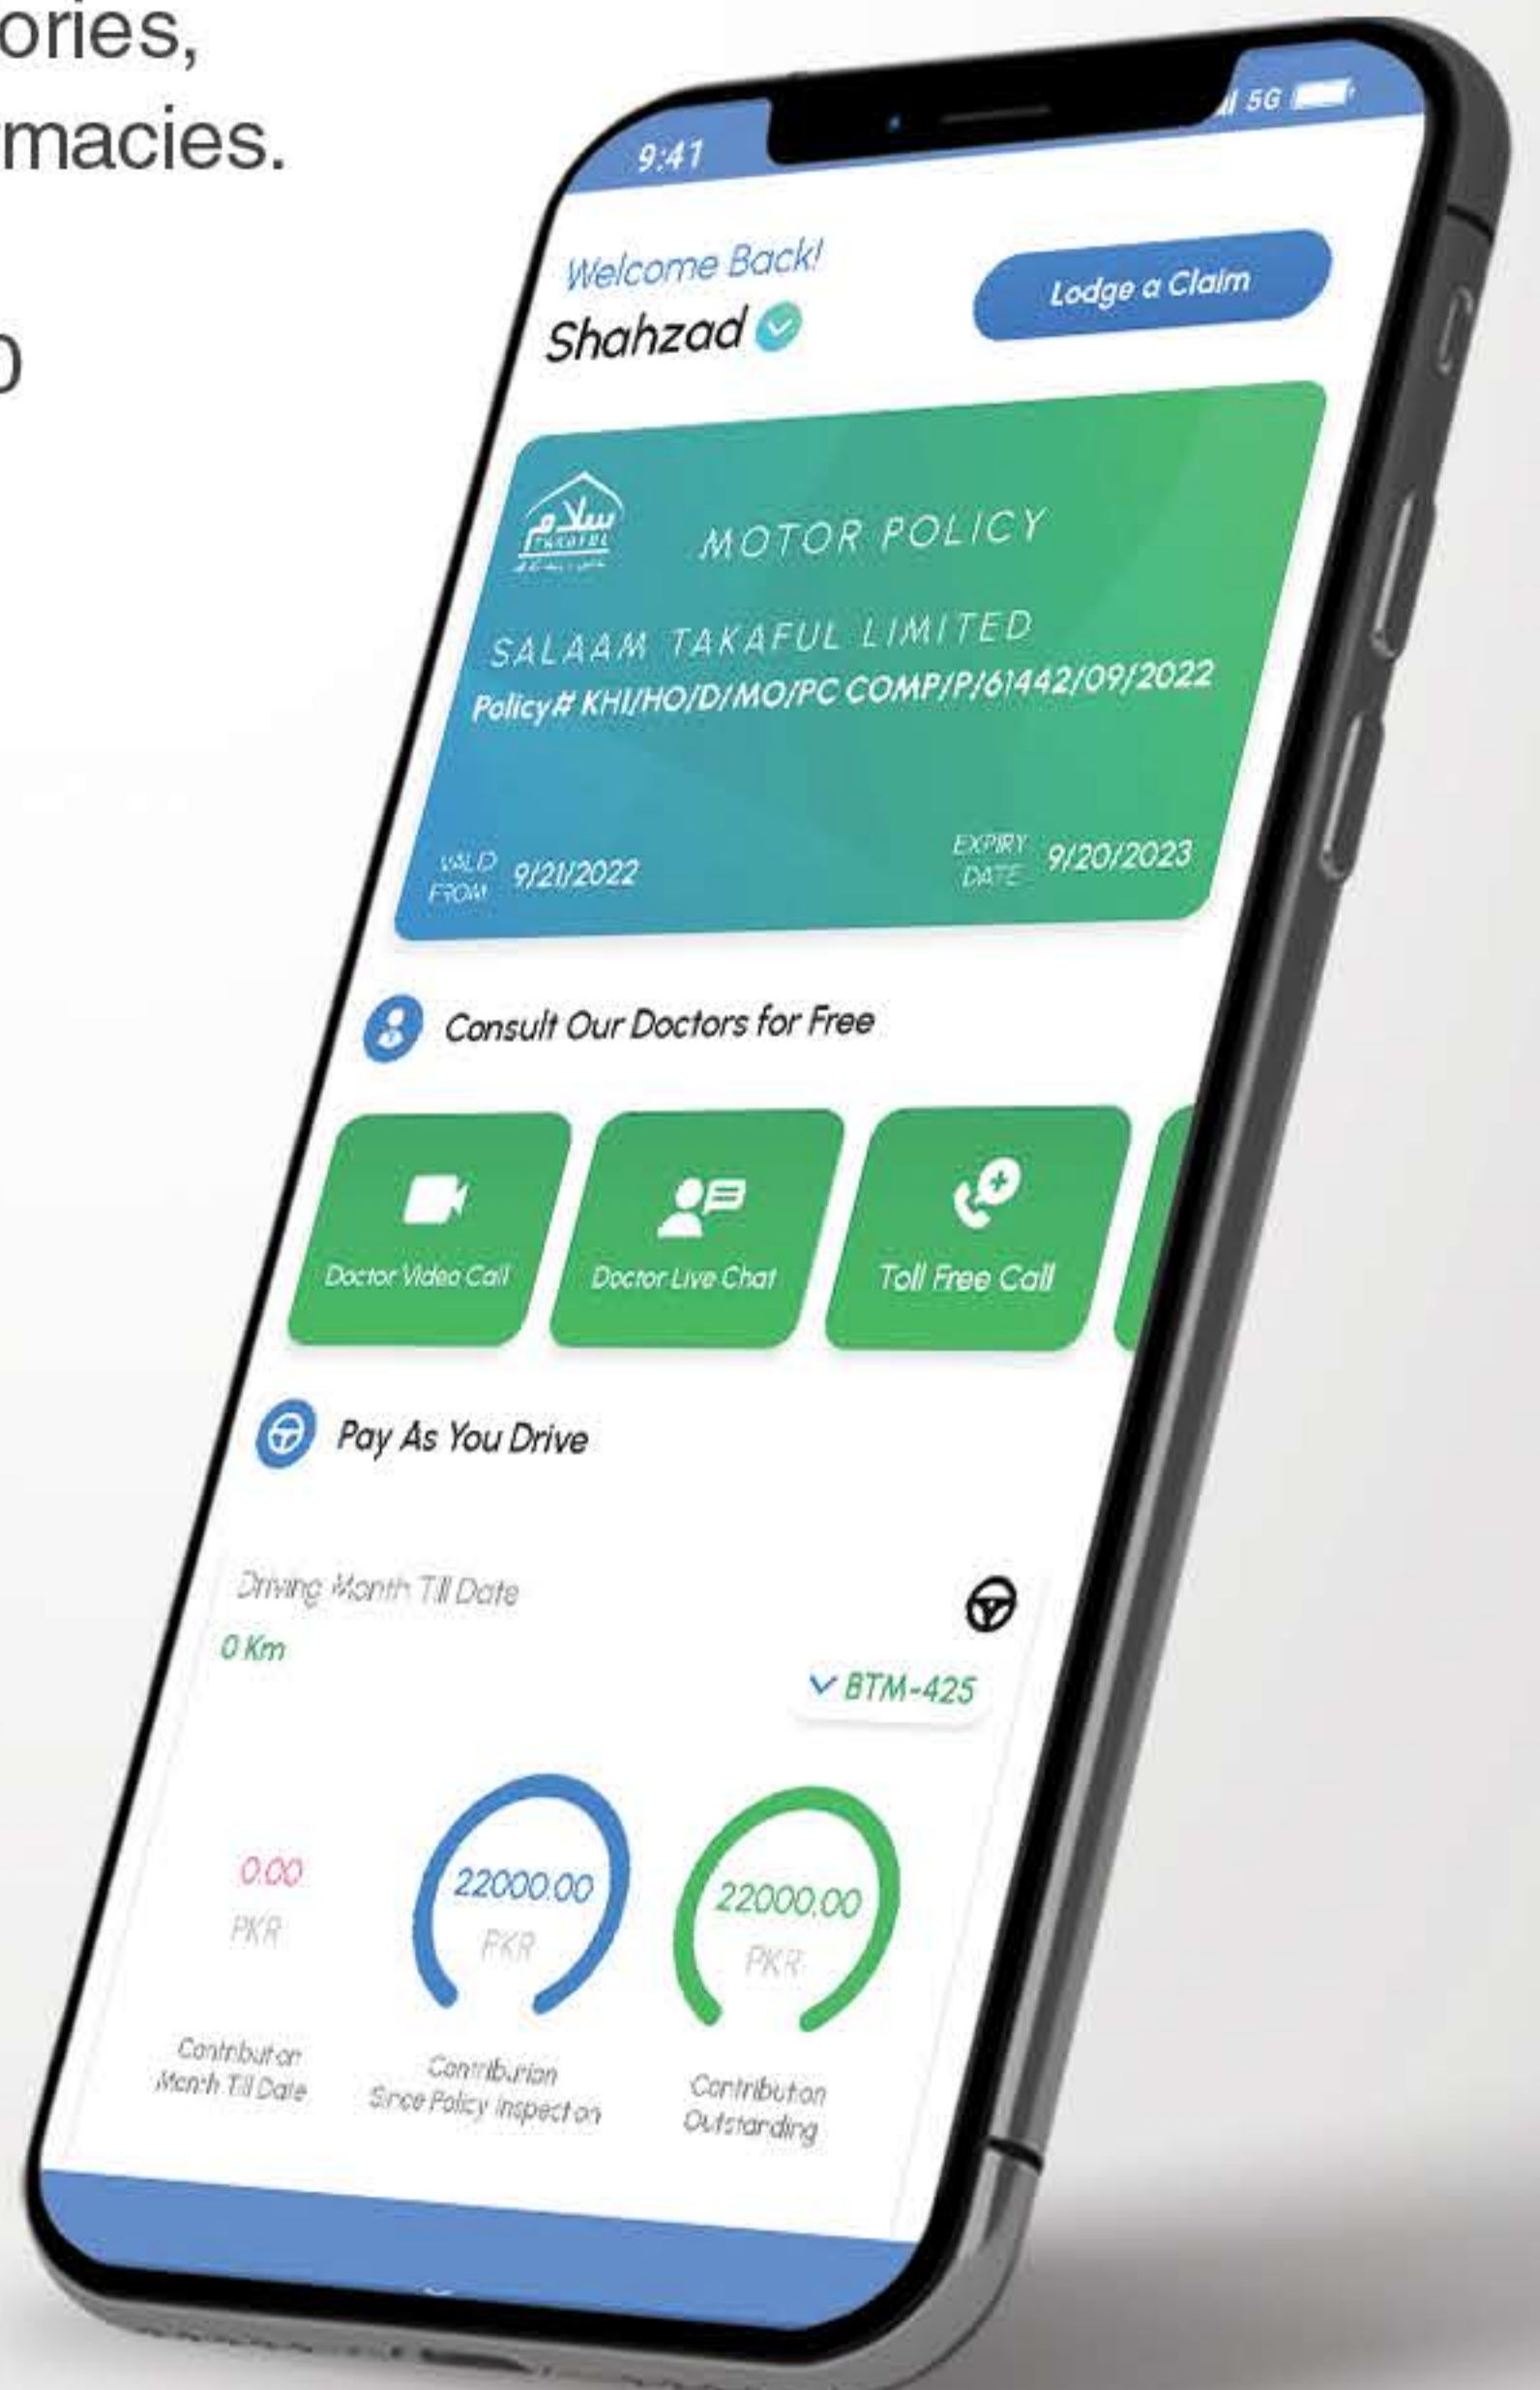 ories,
macies.
0
9:41
5G
Welcome Back!
Shahzad
Lodge a Claim
سلام
TAKAFUL
MOTOR POLICY
SALAAM TAKAFUL LIMITED
Policy# KHI/HO/D/MO/PC COMP/P/61442/09/2022
VALID FROM 9/21/2022
EXPIRY DATE 9/20/2023
Consult Our Doctors for Free
Doctor Video Call
Doctor Live Chat
Toll Free Call
Pay As You Drive
Driving Month Till Date
0 Km
BTM-425
0.00
PKR
22000.00
PKR
22000.00
PKR
Contribution
Month Till Date
Contribution
Since Policy Inspection
Contribution
Outstanding